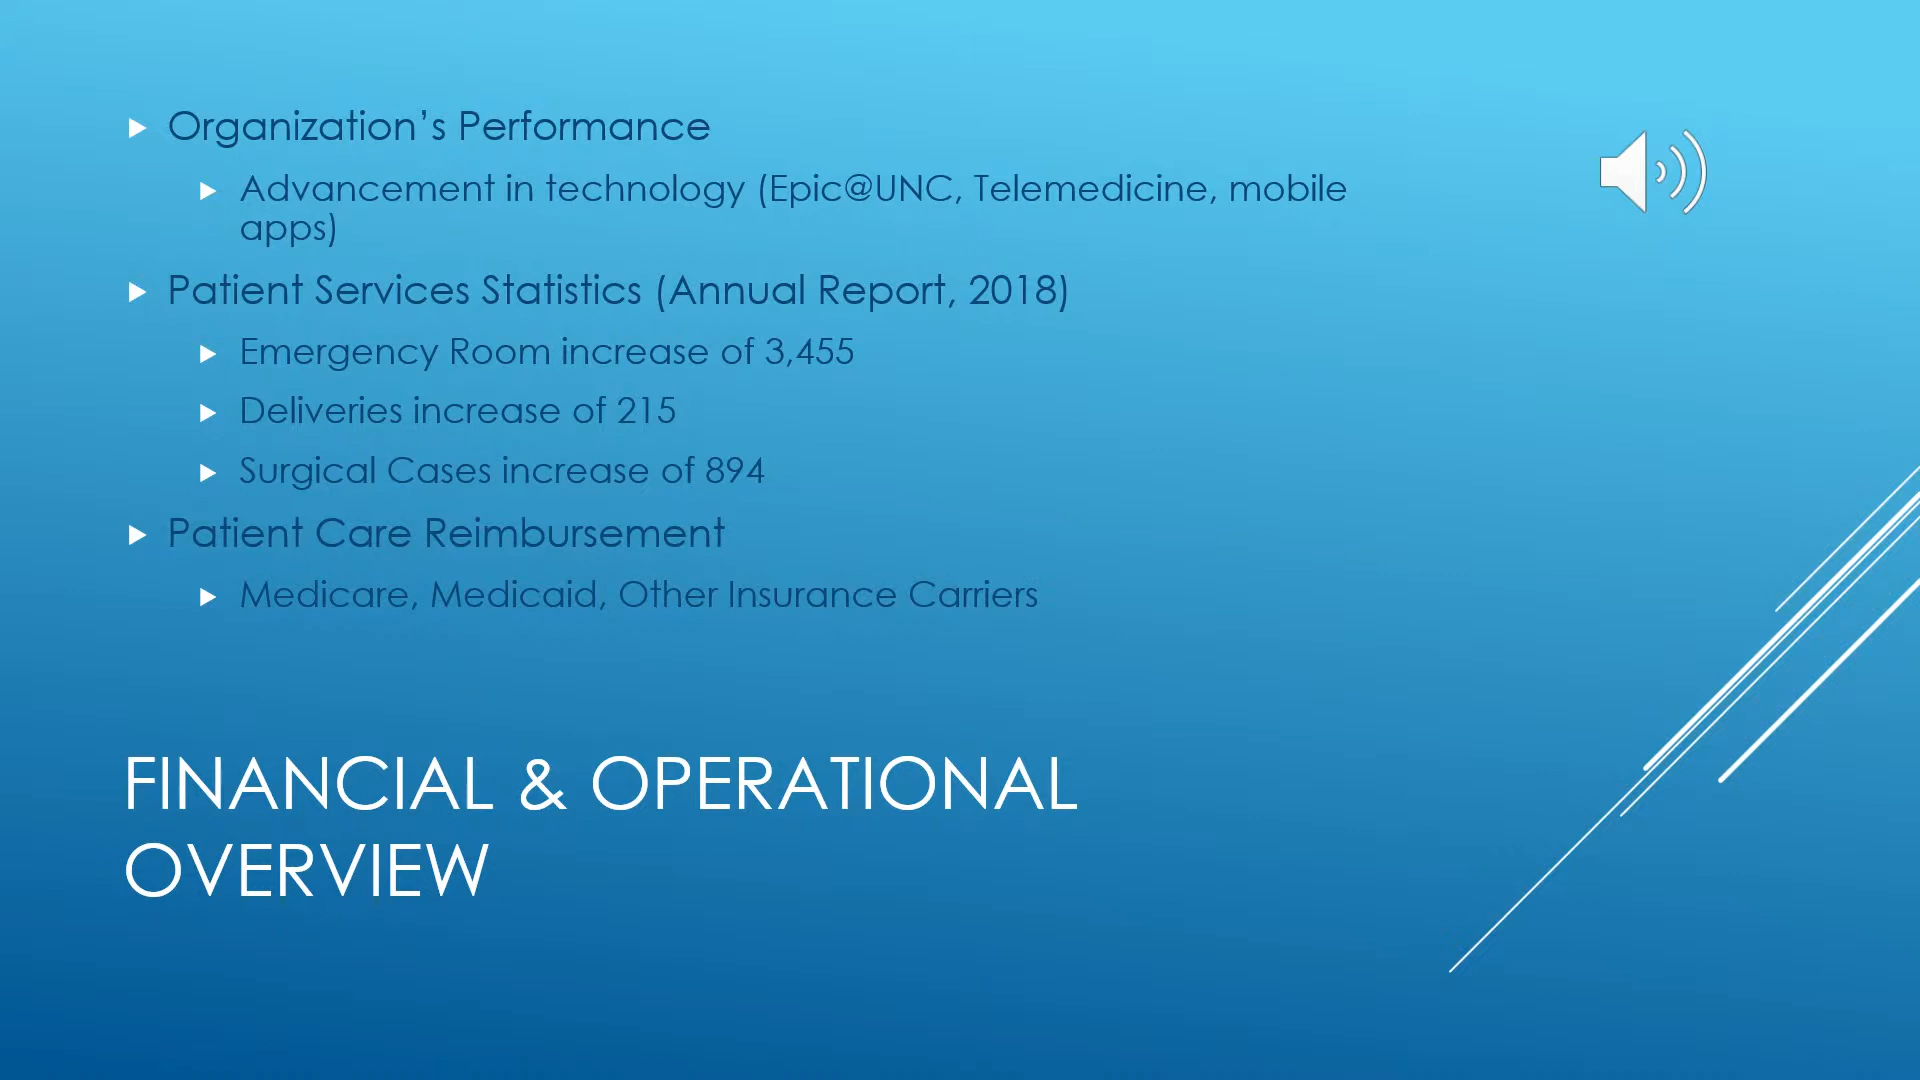 Organization’s Performance
Advancement in technology (Epic@UNC, Telemedicine, mobile
apps)
Patient Services Statistics (Annual Report, 2018)
Emergency Room increase of 3,455
Deliveries increase of 215
Surgical Cases increase of 894
Patient Care Reimbursement
Medicare, Medicaid, Other Insurance Carriers
FINANCIAL & OPERATIONAL
OVERVIEW